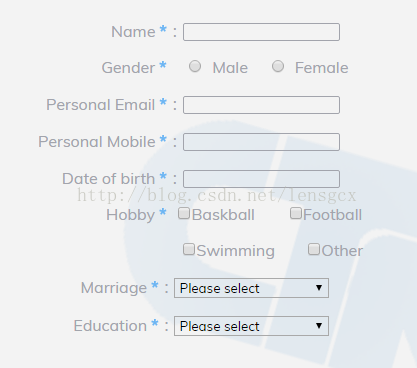 Name * :
Gender * Male Female
Personal Email * :
Personal Mobile * :
Date of birth * :
http://blog.csdn.net/lensgcx
Hobby * Baskball Football
Swimming Other
Marriage * : Please select
Education * : Please select